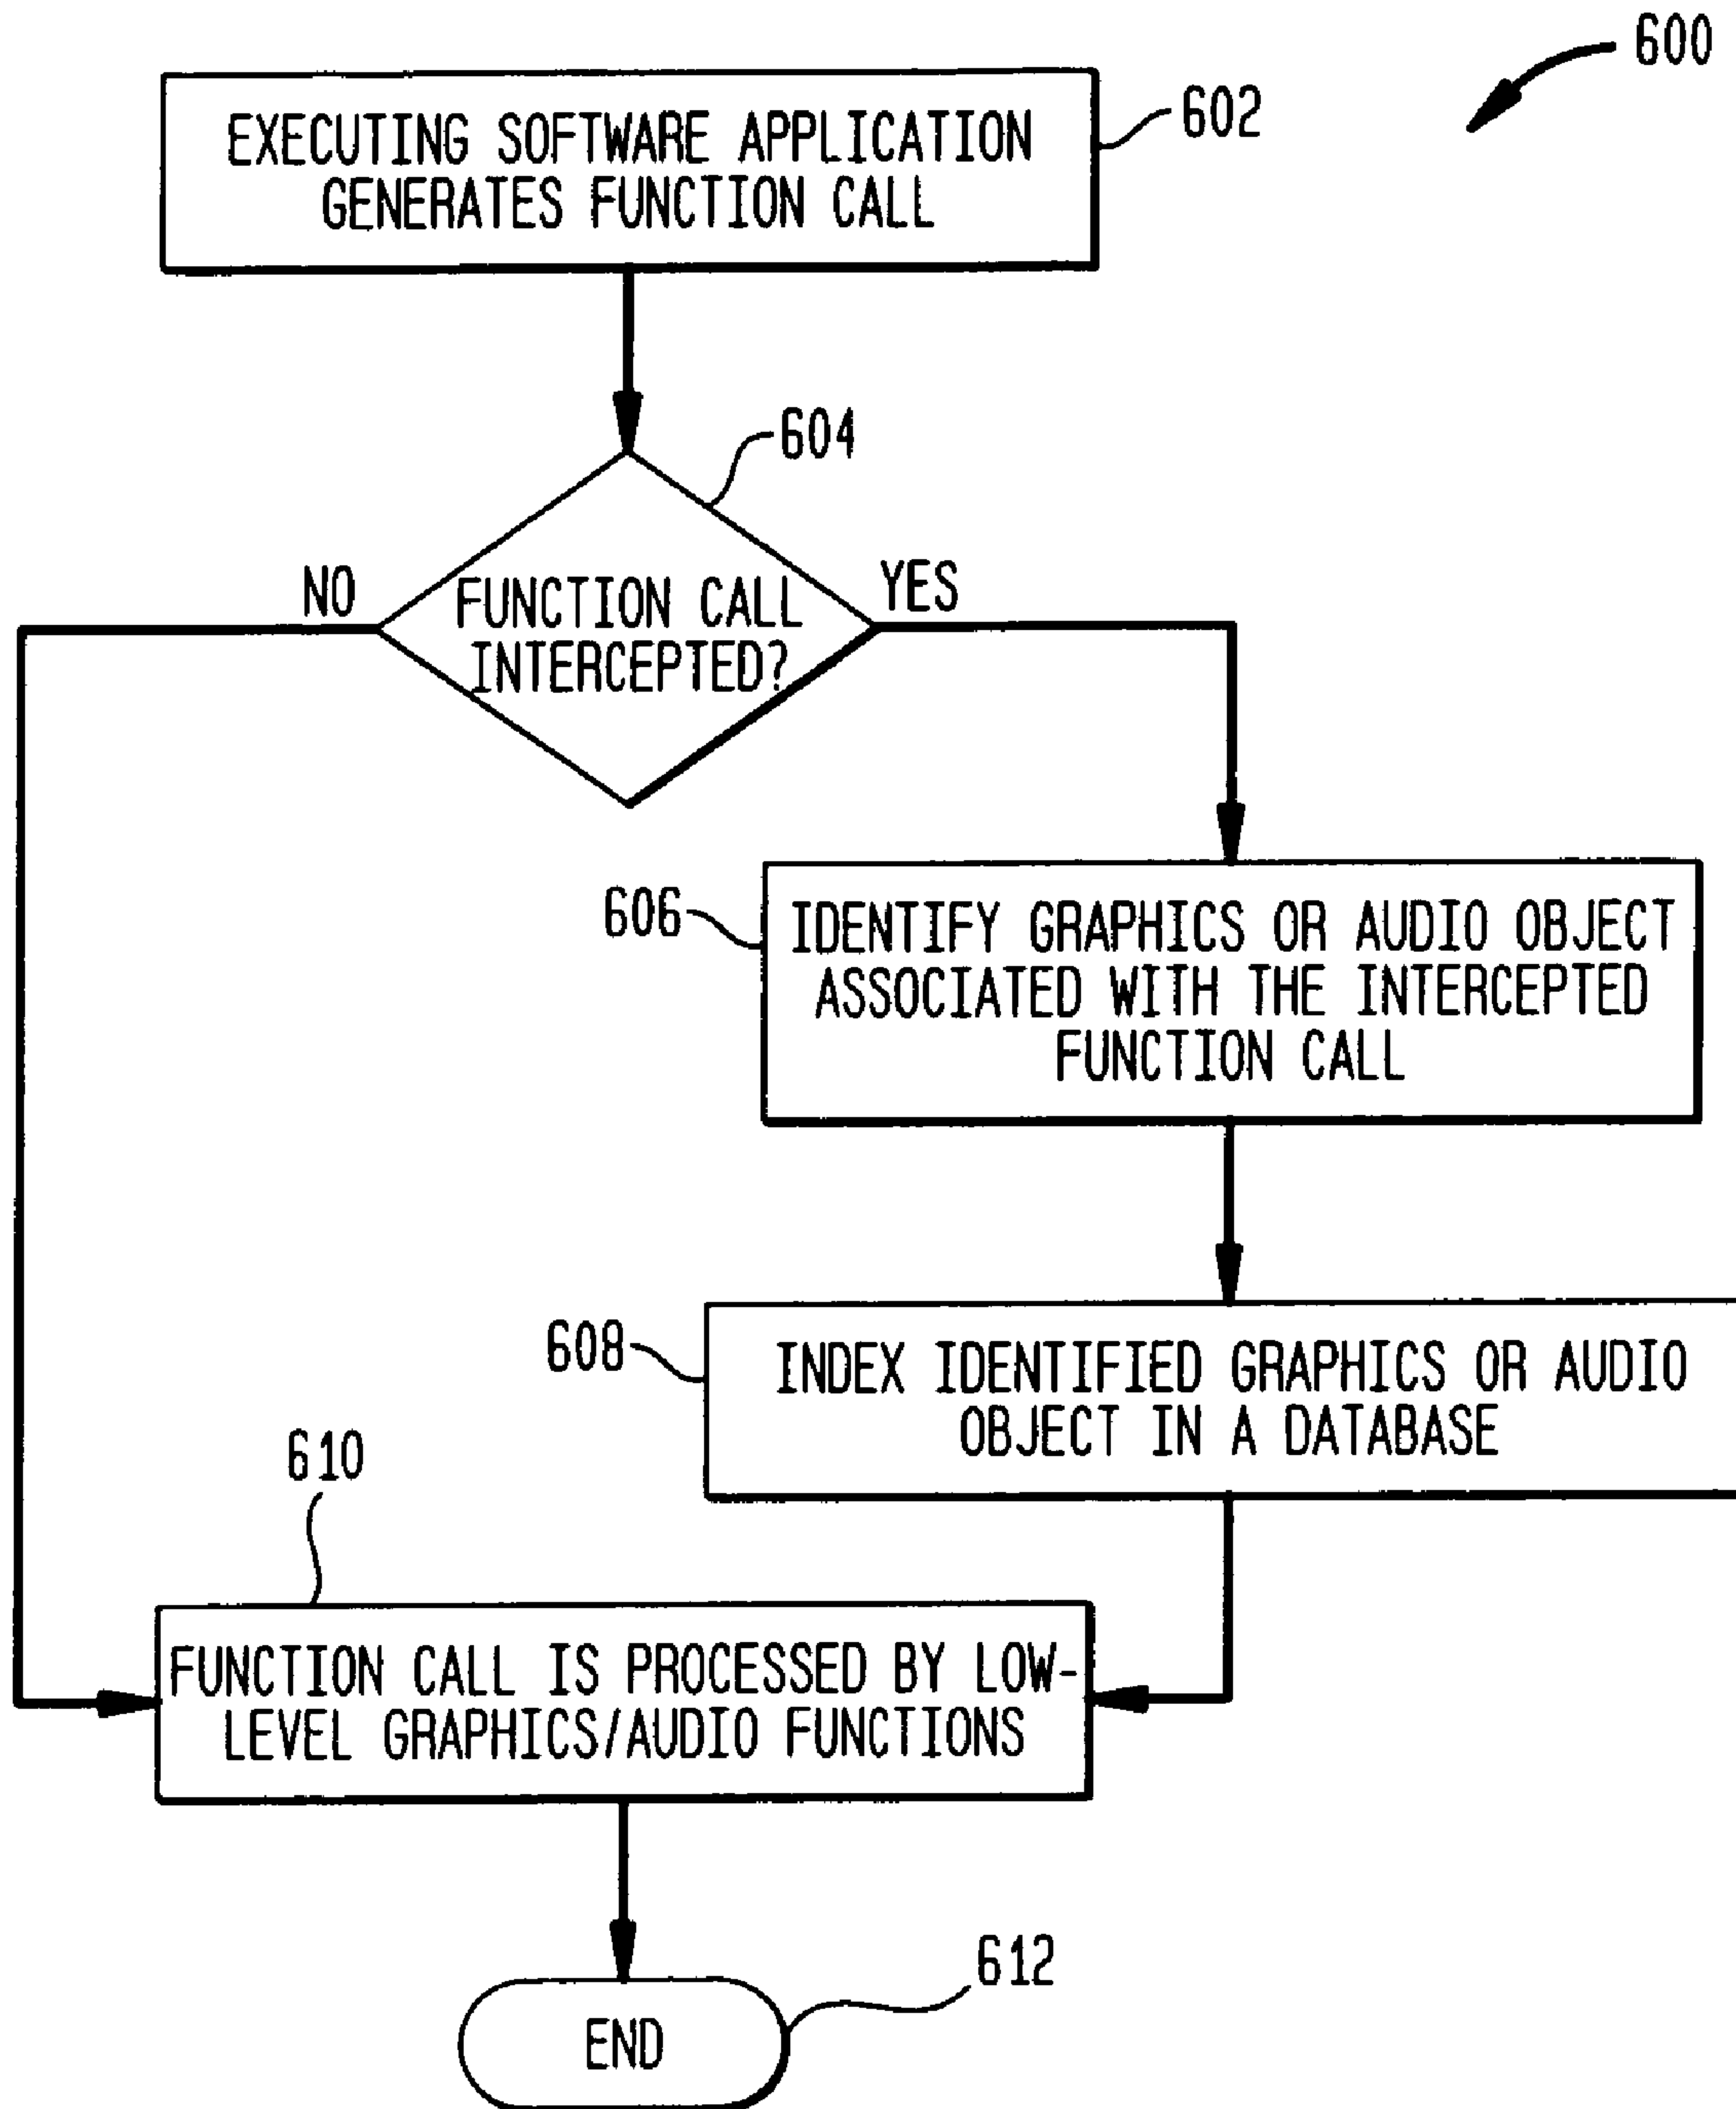 600
EXECUTING SOFTWARE APPLICATION
GENERATES FUNCTION CALL
602
604
NO
FUNCTION CALL
INTERCEPTED?
YES
606
IDENTIFY GRAPHICS OR AUDIO OBJECT
ASSOCIATED WITH THE INTERCEPTED
FUNCTION CALL
608
INDEX IDENTIFIED GRAPHICS OR AUDIO
OBJECT IN A DATABASE
610
FUNCTION CALL IS PROCESSED BY LOW-
LEVEL GRAPHICS/AUDIO FUNCTIONS
612
END